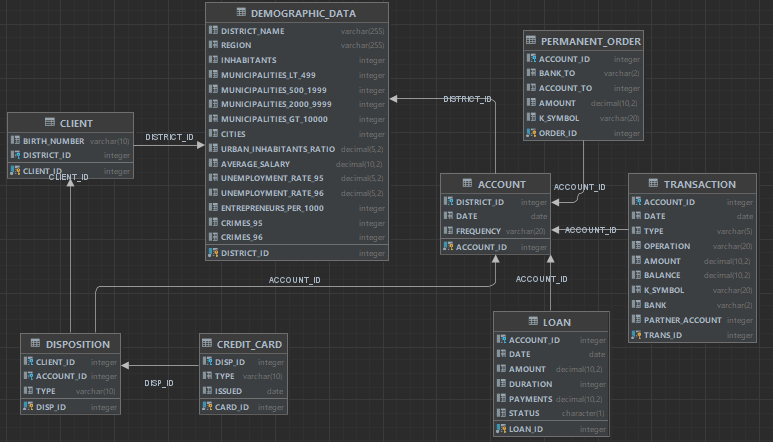 DEMOGRAPHIC_DATA
DISTRICT_NAME varchar(255)
REGION varchar(255)
INHABITANTS integer
MUNICIPALITIES_LT_499 integer
MUNICIPALITIES_500_1999 integer
MUNICIPALITIES_2000_9999 integer
MUNICIPALITIES_GT_10000 integer
CITIES integer
URBAN_INHABITANTS_RATIO decimal(5,2)
AVERAGE_SALARY decimal(10,2)
UNEMPLOYMENT_RATE_95 decimal(5,2)
UNEMPLOYMENT_RATE_96 decimal(5,2)
ENTREPRENEURS_PER_1000 integer
CRIMES_95 integer
CRIMES_96 integer
DISTRICT_ID integer
PERMANENT_ORDER
ACCOUNT_ID integer
BANK_TO varchar(2)
ACCOUNT_TO integer
AMOUNT decimal(10,2)
K_SYMBOL varchar(20)
ORDER_ID integer
CLIENT
BIRTH_NUMBER varchar(10)
DISTRICT_ID integer
CLIENT_ID integer
DISTRICT_ID
DISTRICT_ID
CLIENT_ID
ACCOUNT
DISTRICT_ID integer
DATE date
FREQUENCY varchar(20)
ACCOUNT_ID integer
ACCOUNT_ID
ACCOUNT_ID
TRANSACTION
ACCOUNT_ID integer
DATE date
TYPE varchar(5)
OPERATION varchar(20)
AMOUNT decimal(10,2)
BALANCE decimal(10,2)
K_SYMBOL varchar(20)
BANK varchar(2)
PARTNER_ACCOUNT integer
TRANS_ID integer
ACCOUNT_ID
ACCOUNT_ID
DISPOSITION
CLIENT_ID integer
ACCOUNT_ID integer
TYPE varchar(10)
DISP_ID integer
DISP_ID
CREDIT_CARD
DISP_ID integer
TYPE varchar(10)
ISSUED date
CARD_ID integer
LOAN
ACCOUNT_ID integer
DATE date
AMOUNT decimal(10,2)
DURATION integer
PAYMENTS decimal(10,2)
STATUS character(1)
LOAN_ID integer